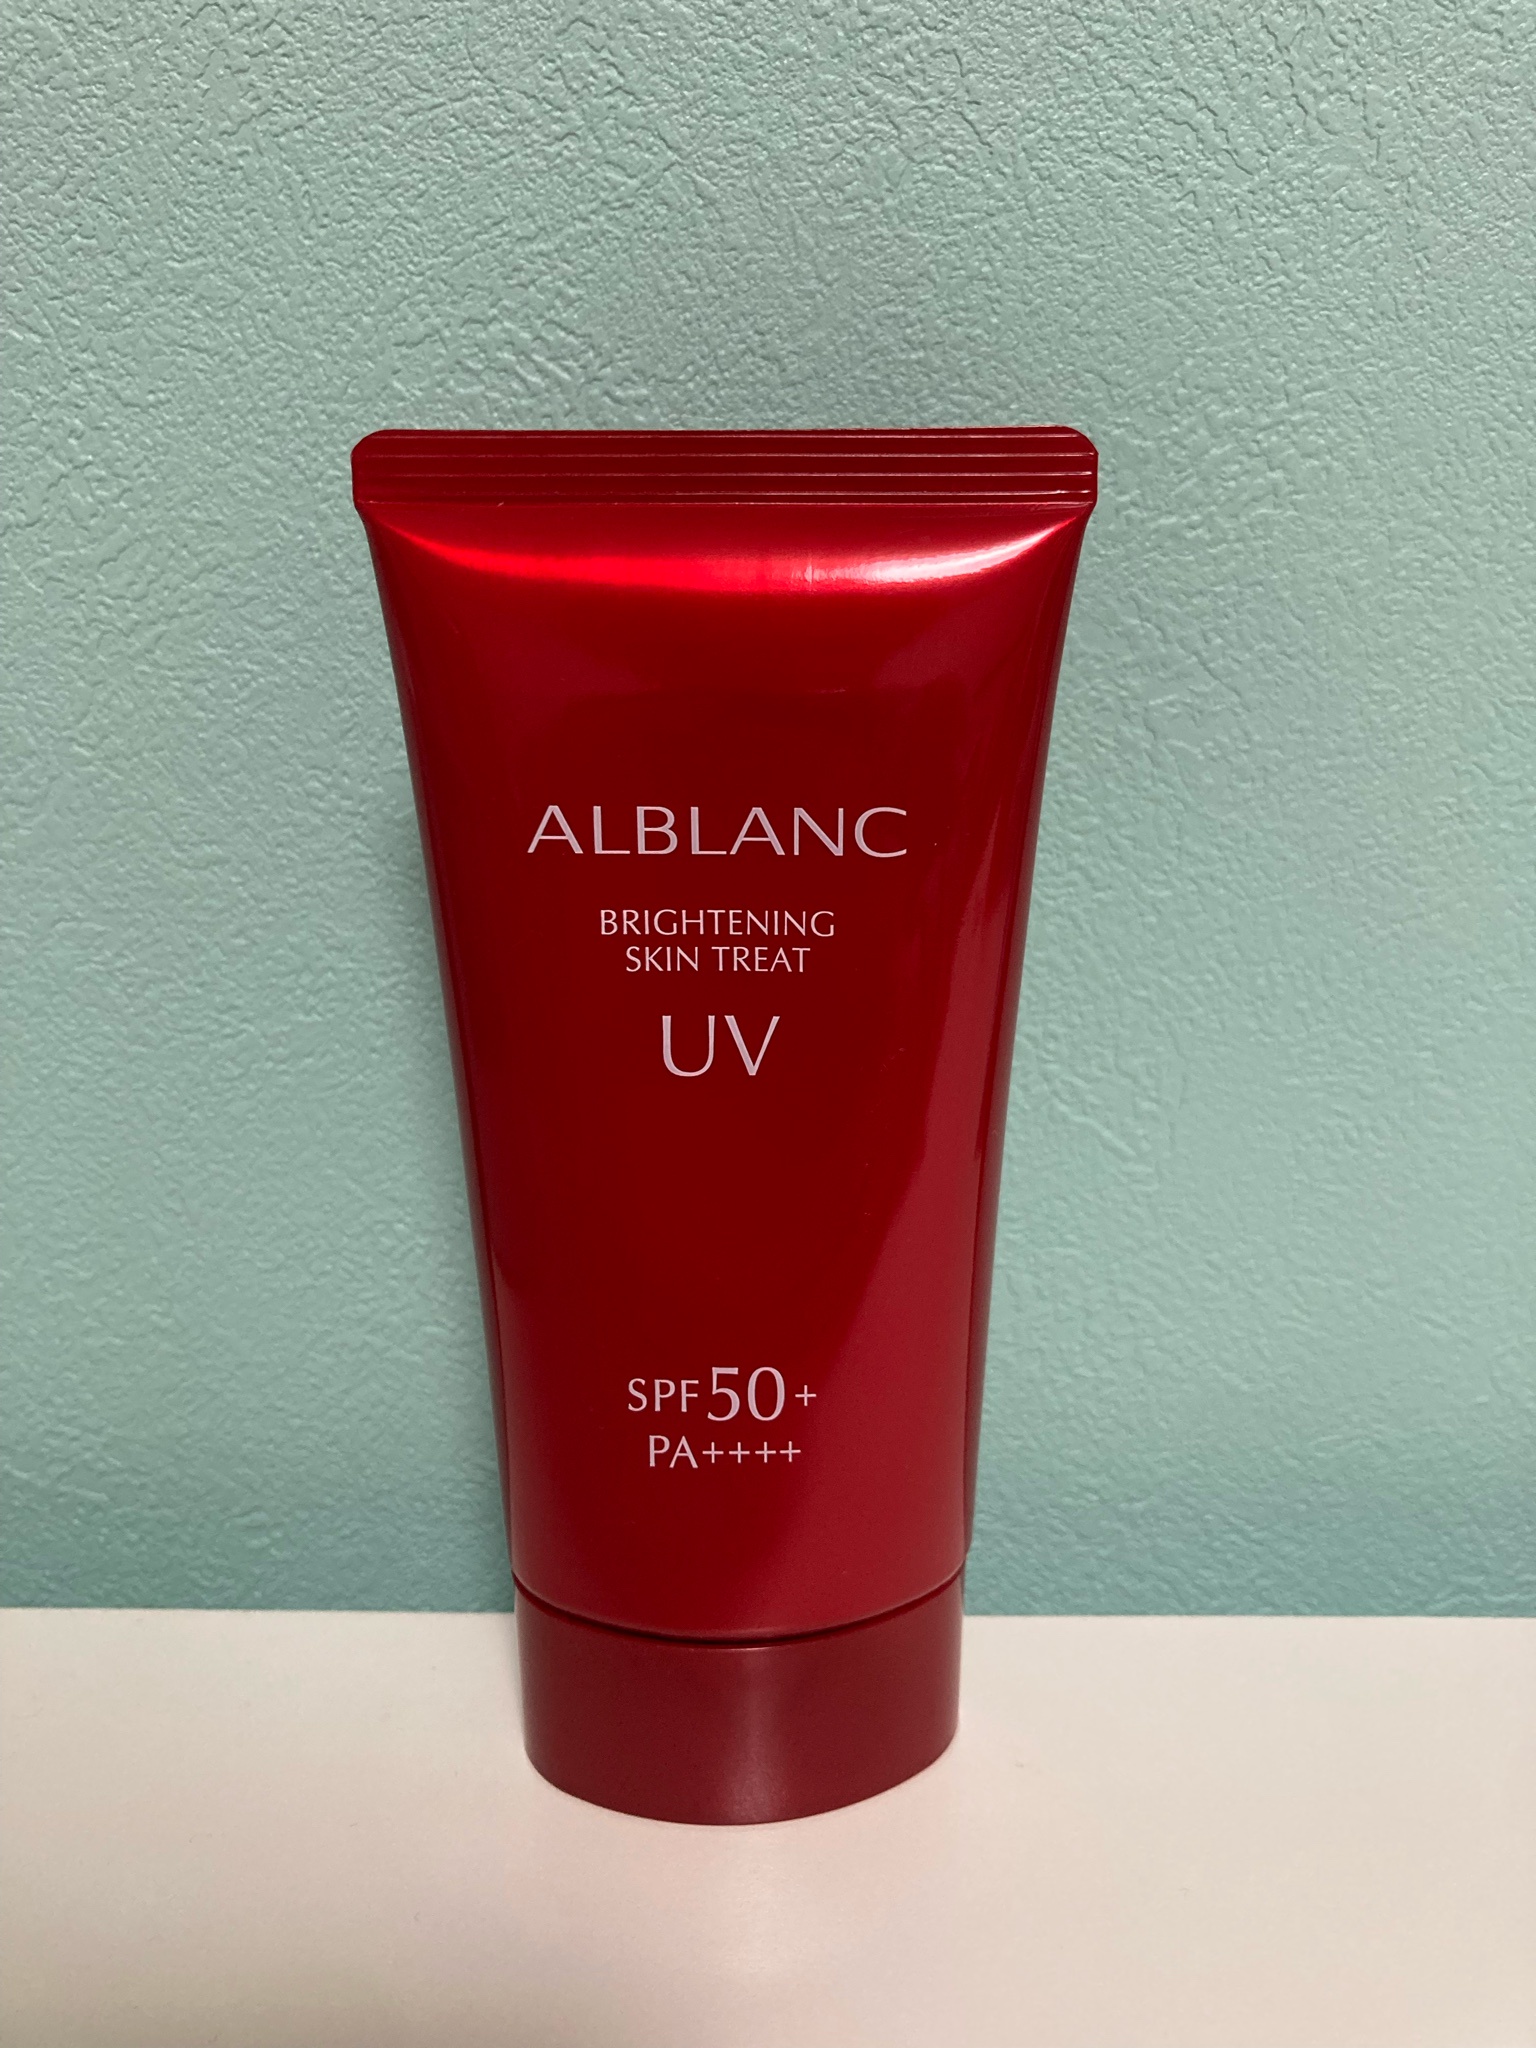 ALBLANC
BRIGHTENING
SKIN TREAT
UV
SPF50+
PA++++